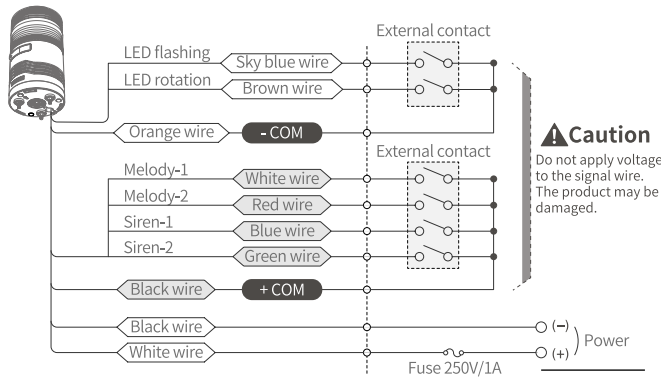 External contact
LED flashing
Sky blue wire
LED rotation
Brown wire
Orange wire
- COM
Caution
Do not apply voltage
to the signal wire.
The product may be
damaged.
External contact
Melody-1
White wire
Melody-2
Red wire
Siren-1
Blue wire
Siren-2
Green wire
Black wire
+ COM
Black wire
(−)
Power
White wire
(+)
Fuse 250V/1A